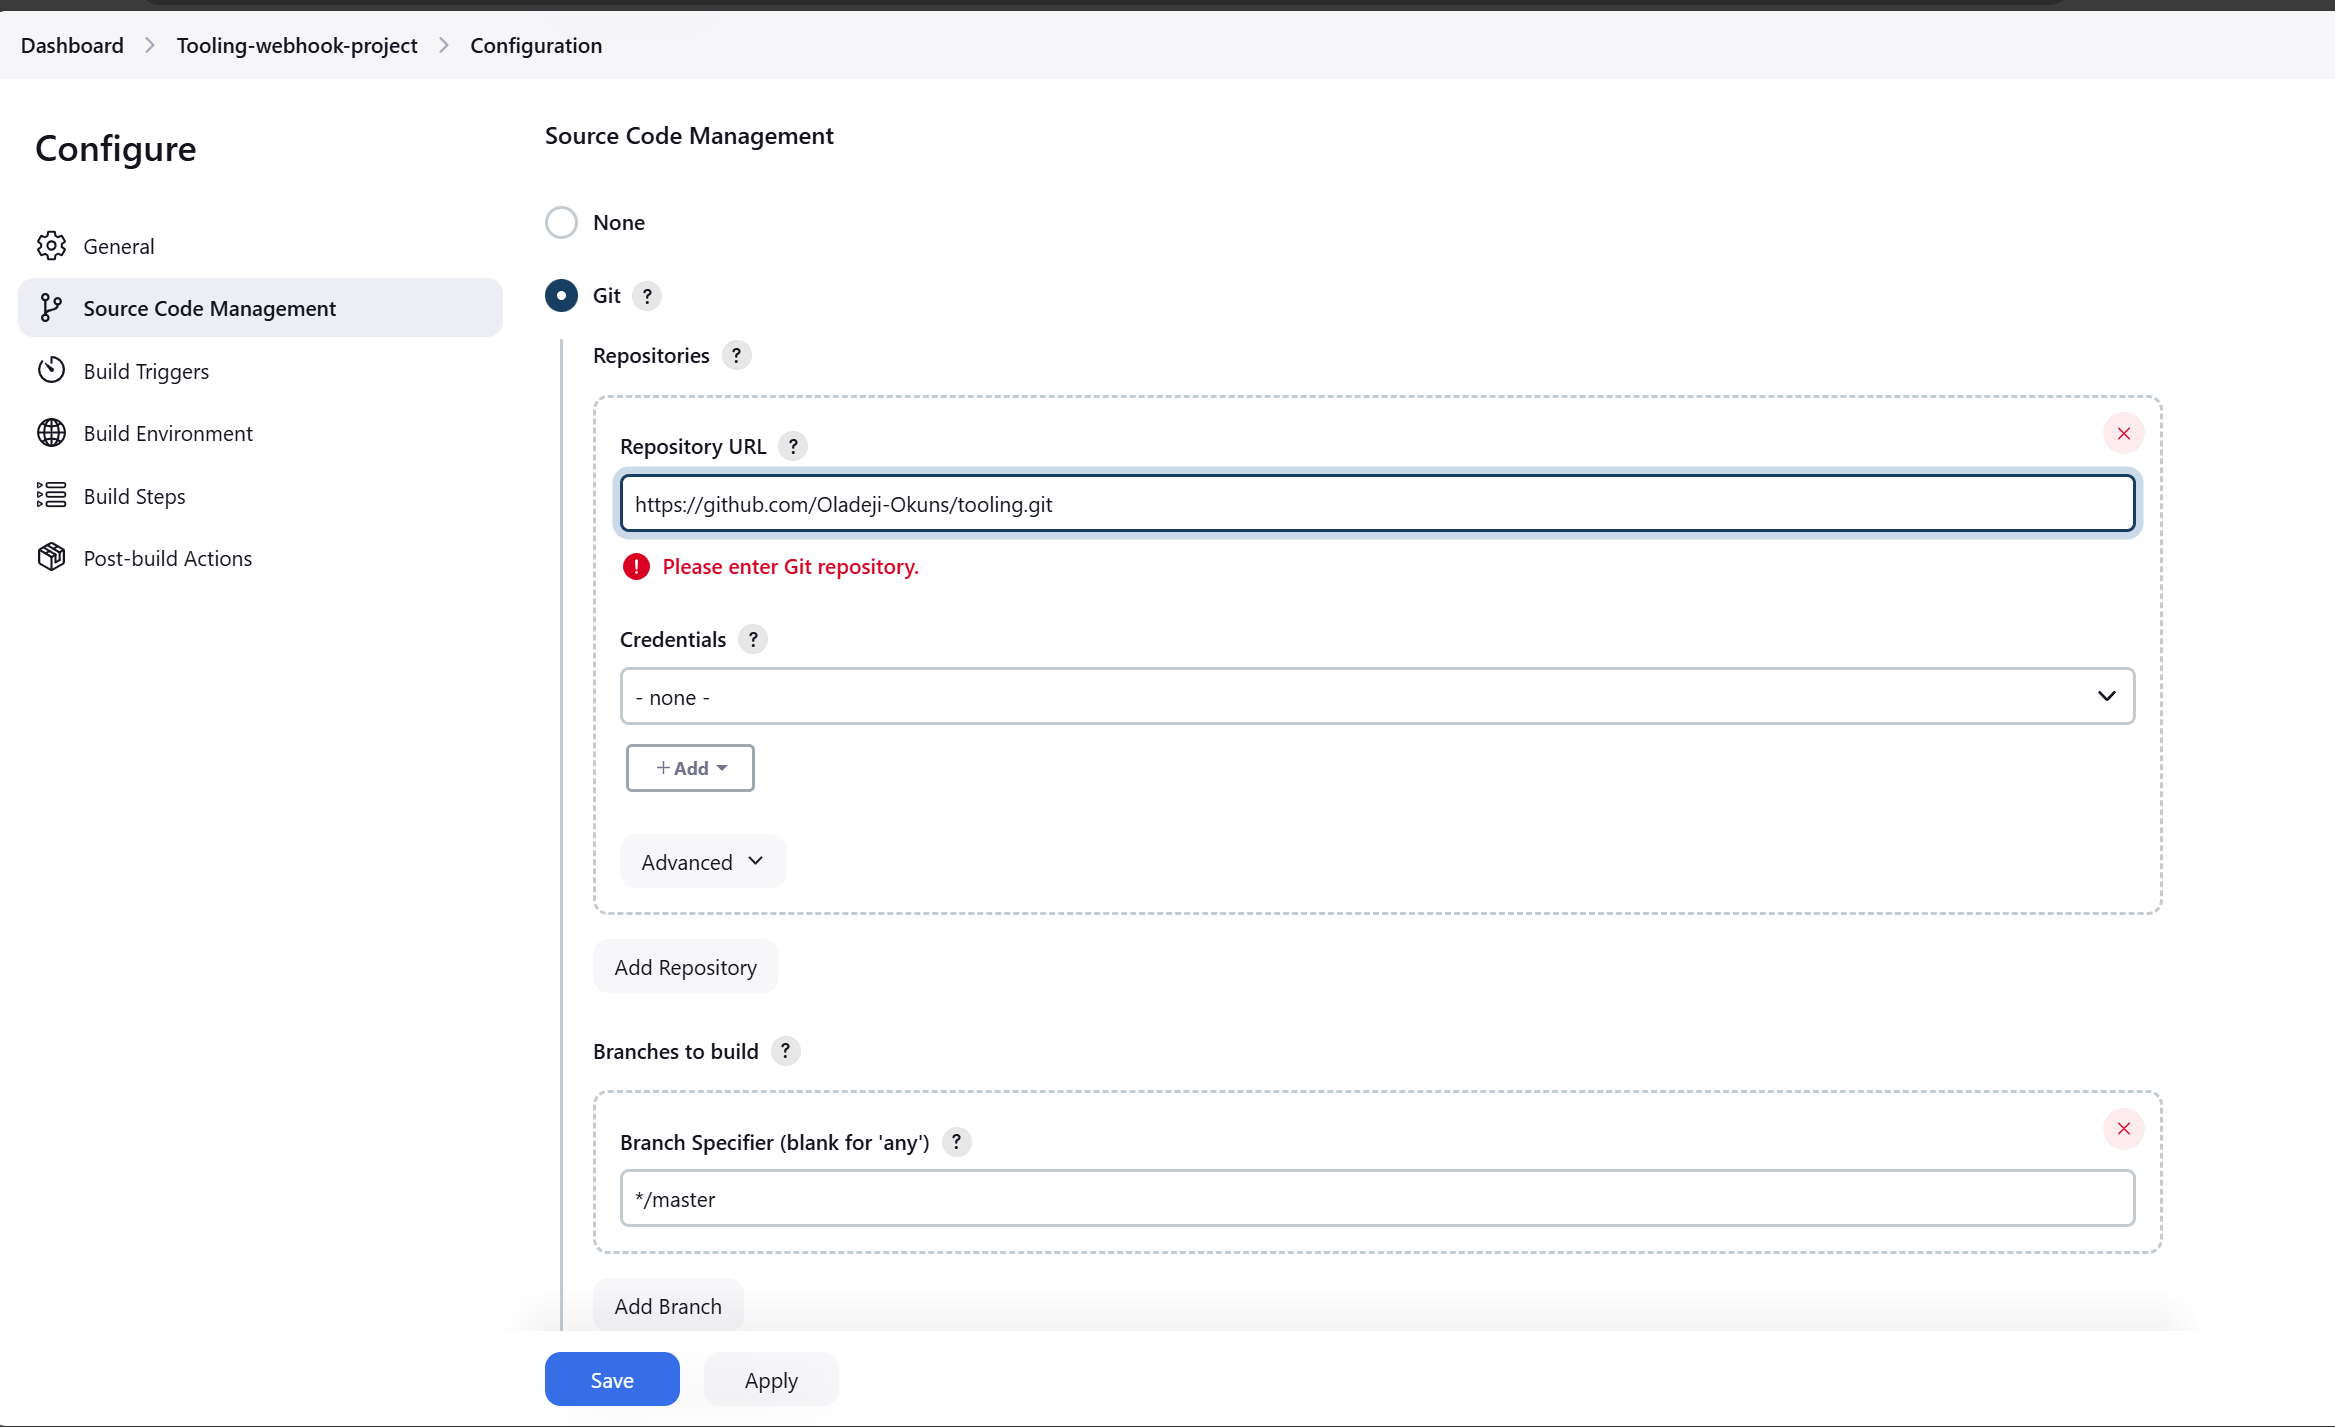 Dashboard > Tooling-webhook-project > Configuration
Configure
General
Source Code Management
Build Triggers
Build Environment
Build Steps
Post-build Actions
Source Code Management
None
Git ?
Repositories ?
Repository URL ?
https://github.com/Oladeji-Okuns/tooling.git
! Please enter Git repository.
Credentials ?
- none -
+ Add
Advanced
Add Repository
Branches to build ?
Branch Specifier (blank for 'any') ?
*/master
Add Branch
Save Apply